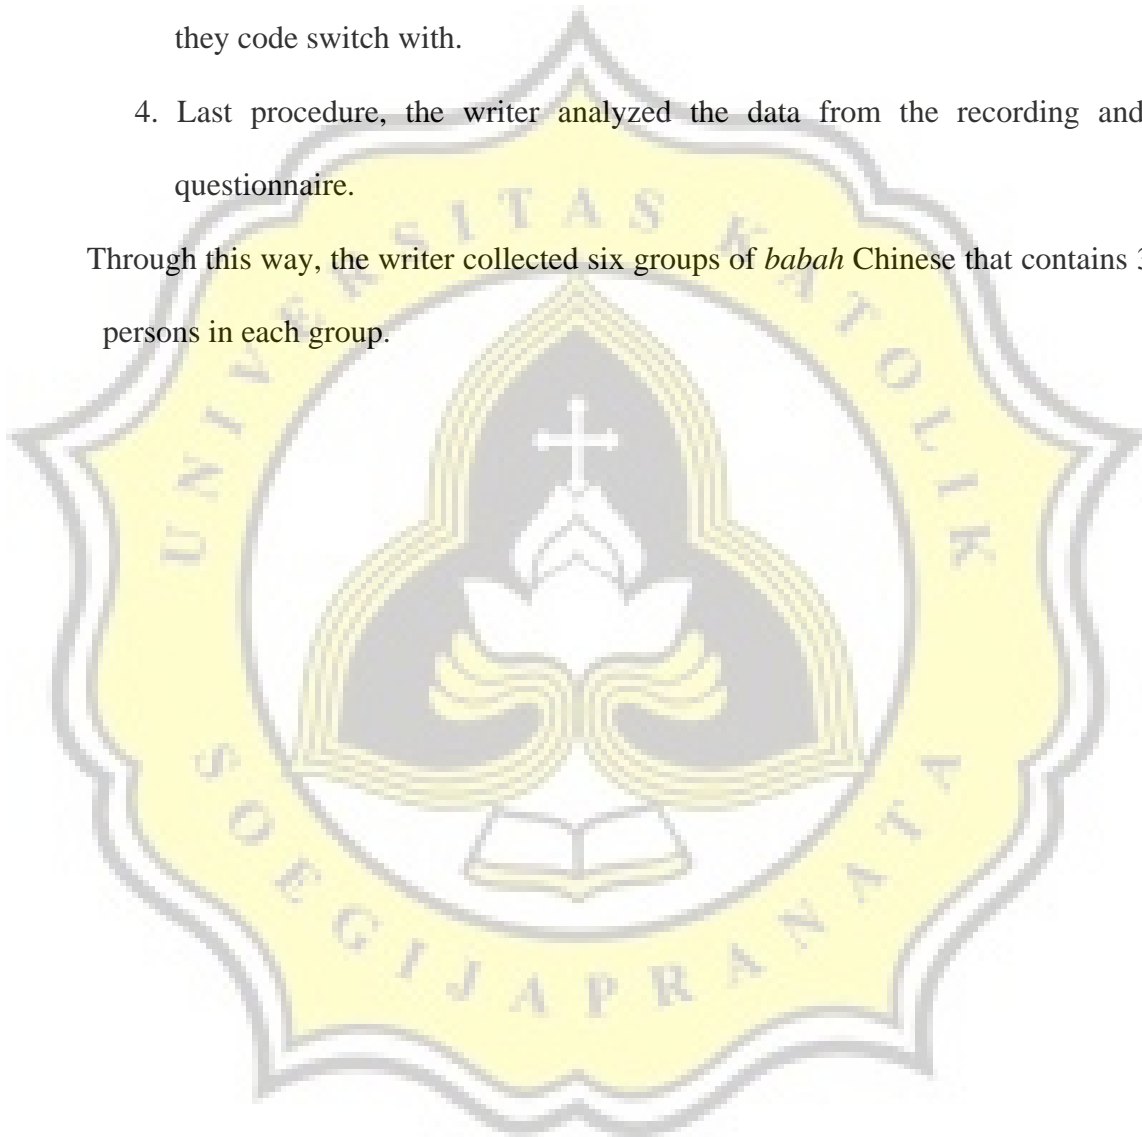 they code switch with.
4. Last procedure, the writer analyzed the data from the recording and
questionnaire.
Through this way, the writer collected six groups of babah Chinese that contains 3
persons in each group.
UNIVERSITAS KATOLIK
SOEGIJAPRANATA